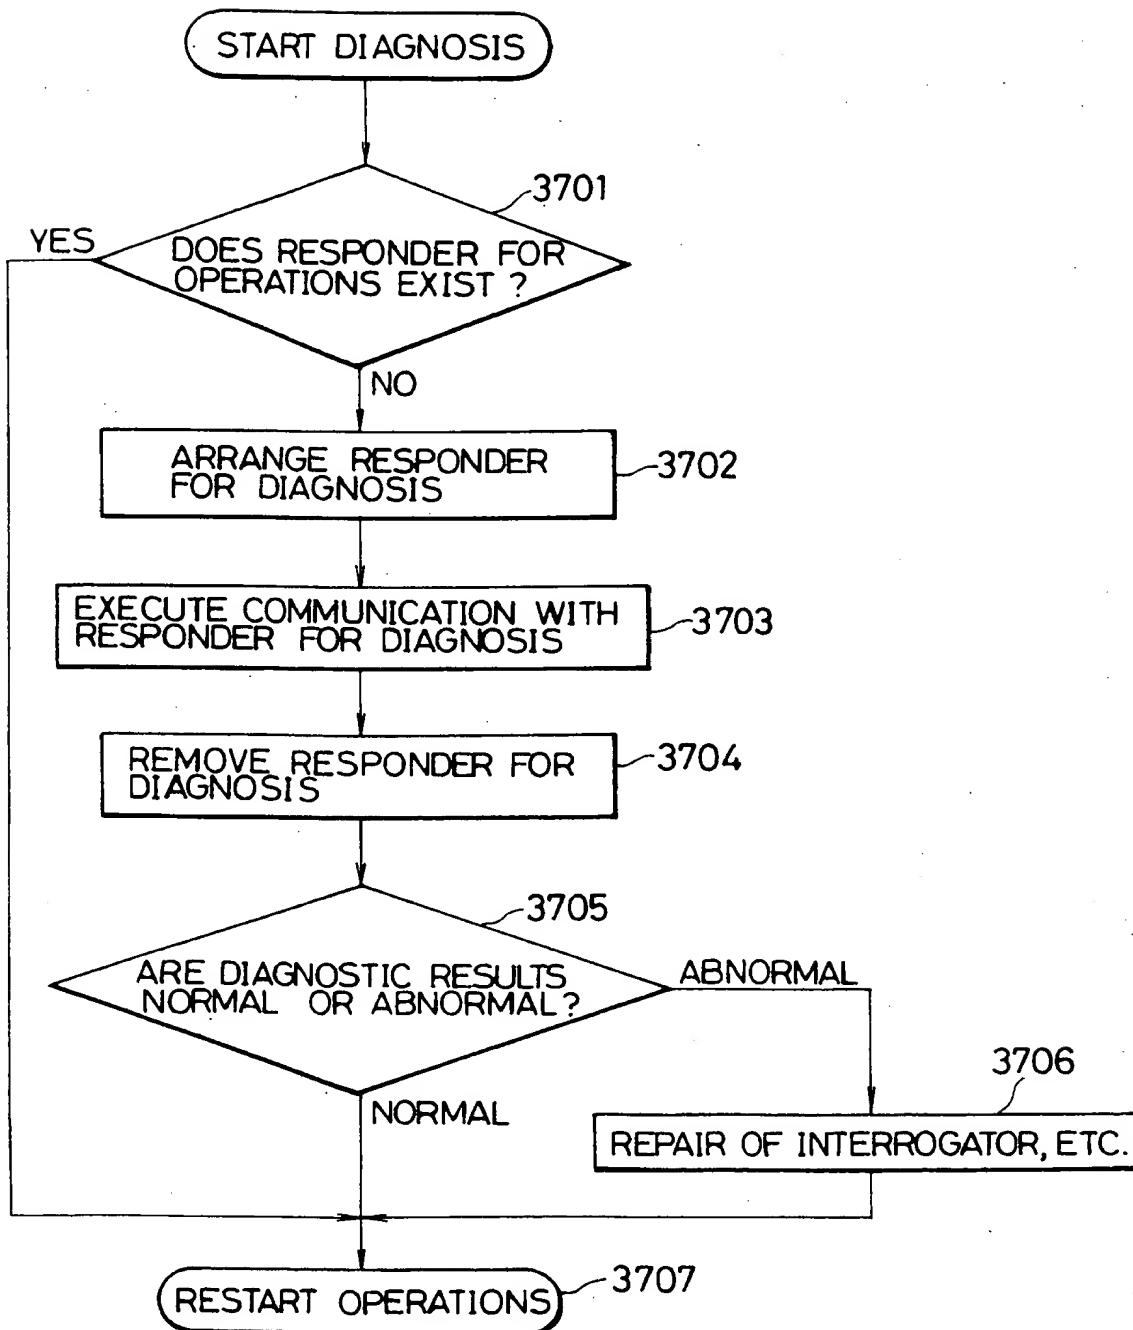 START DIAGNOSIS
3701
YES
DOES RESPONDER FOR
OPERATIONS EXIST ?
NO
ARRANGE RESPONDER
FOR DIAGNOSIS
3702
EXECUTE COMMUNICATION WITH
RESPONDER FOR DIAGNOSIS
3703
REMOVE RESPONDER FOR
DIAGNOSIS
3704
3705
ARE DIAGNOSTIC RESULTS
NORMAL OR ABNORMAL?
ABNORMAL
NORMAL
3706
REPAIR OF INTERROGATOR, ETC.
RESTART OPERATIONS
3707